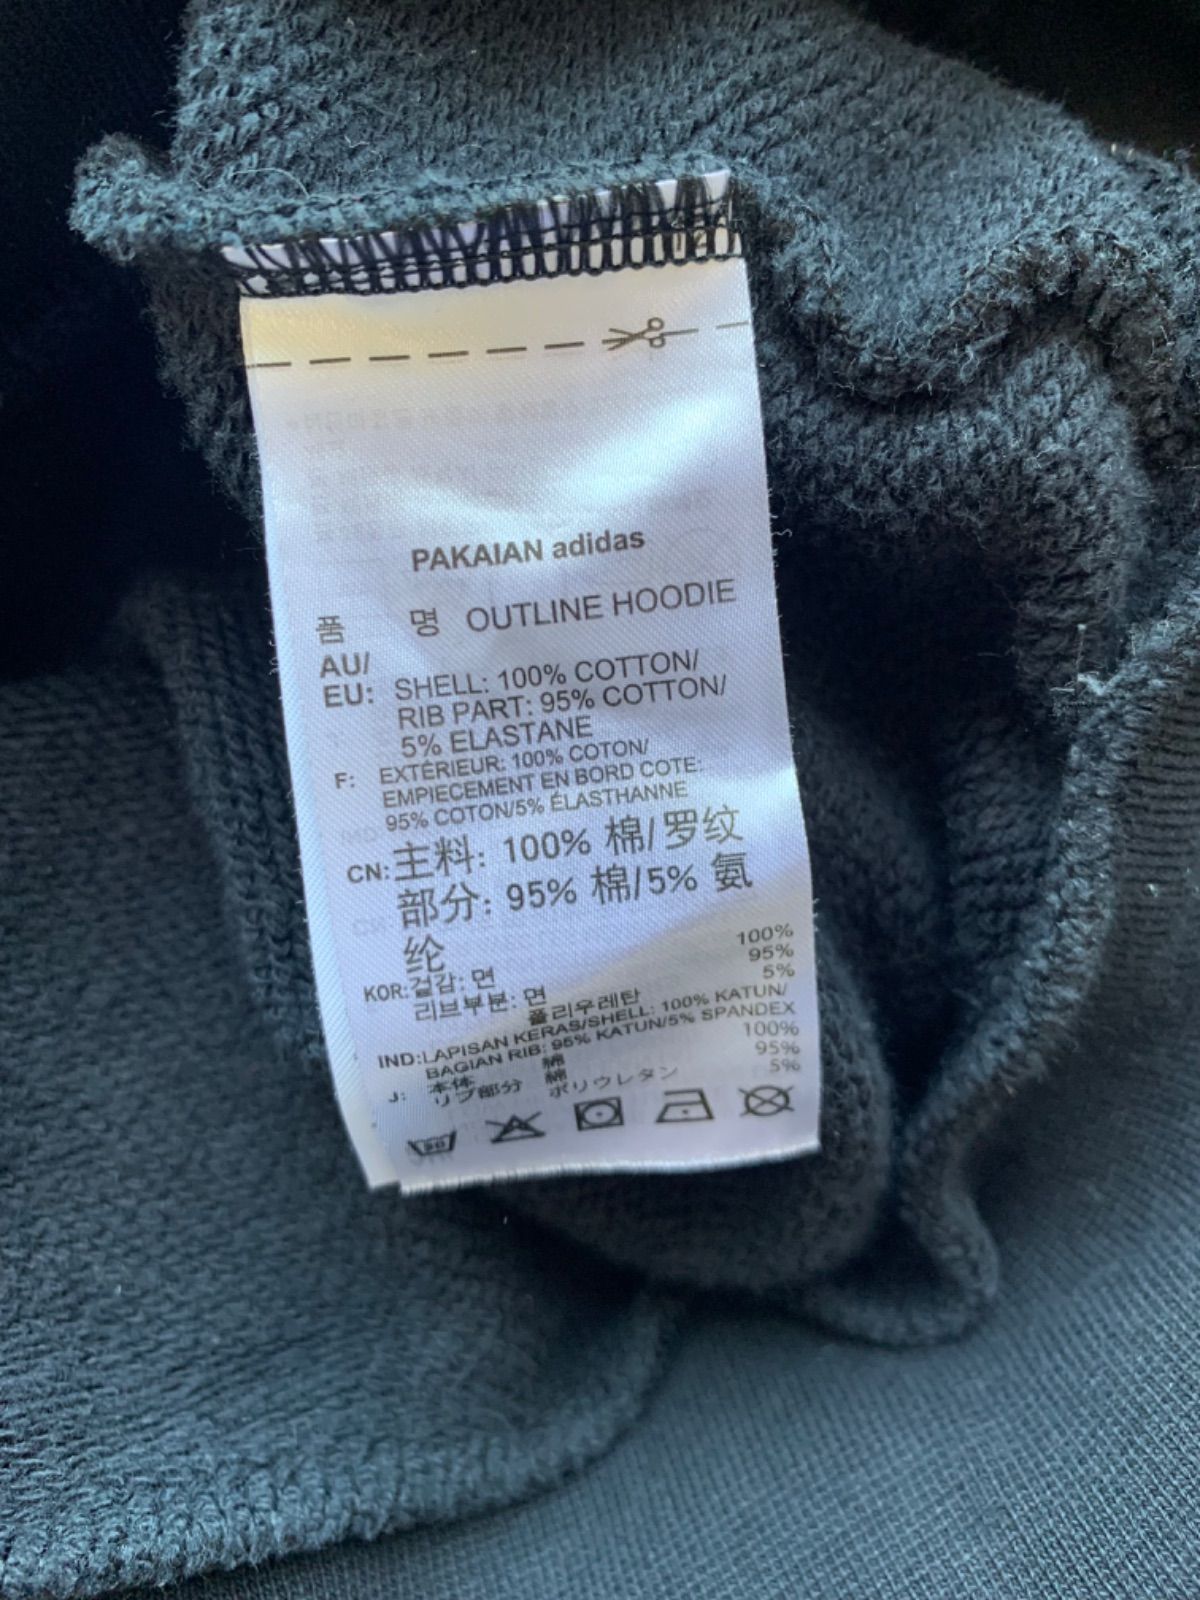 PAKAIAN adidas
품 명 OUTLINE HOODIE
AU/
EU: SHELL: 100% COTTON/
RIB PART: 95% COTTON/
5% ELASTANE
F: EXTÉRIEUR: 100% COTON/
EMPIECEMENT EN BORD COTE:
95% COTON/5% ÉLASTHANNE
CN: 主料: 100% 棉/ 罗纹
部分: 95% 棉/5% 氨
纶
KOR: 겉감: 면 100%
리브부분: 면 95%
폴리우레탄 5%
IND: LAPISAN KERAS/SHELL: 100% KATUN/
BAGIAN RIB: 95% KATUN/5% SPANDEX
J: 本体 綿 100%
リブ部分 綿 95%
ポリウレタン 5%